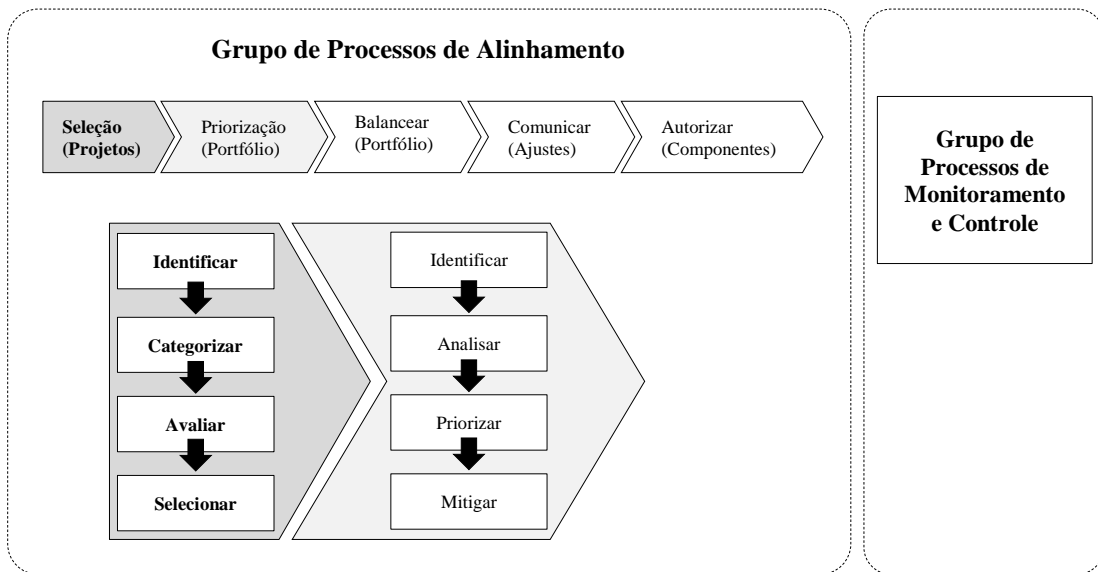 Grupo de Processos de Alinhamento
Seleção
(Projetos)
Priorização
(Portfólio)
Balancear
(Portfólio)
Comunicar
(Ajustes)
Autorizar
(Componentes)
Identificar
Categorizar
Avaliar
Selecionar
Identificar
Analisar
Priorizar
Mitigar
Grupo de
Processos de
Monitoramento
e Controle